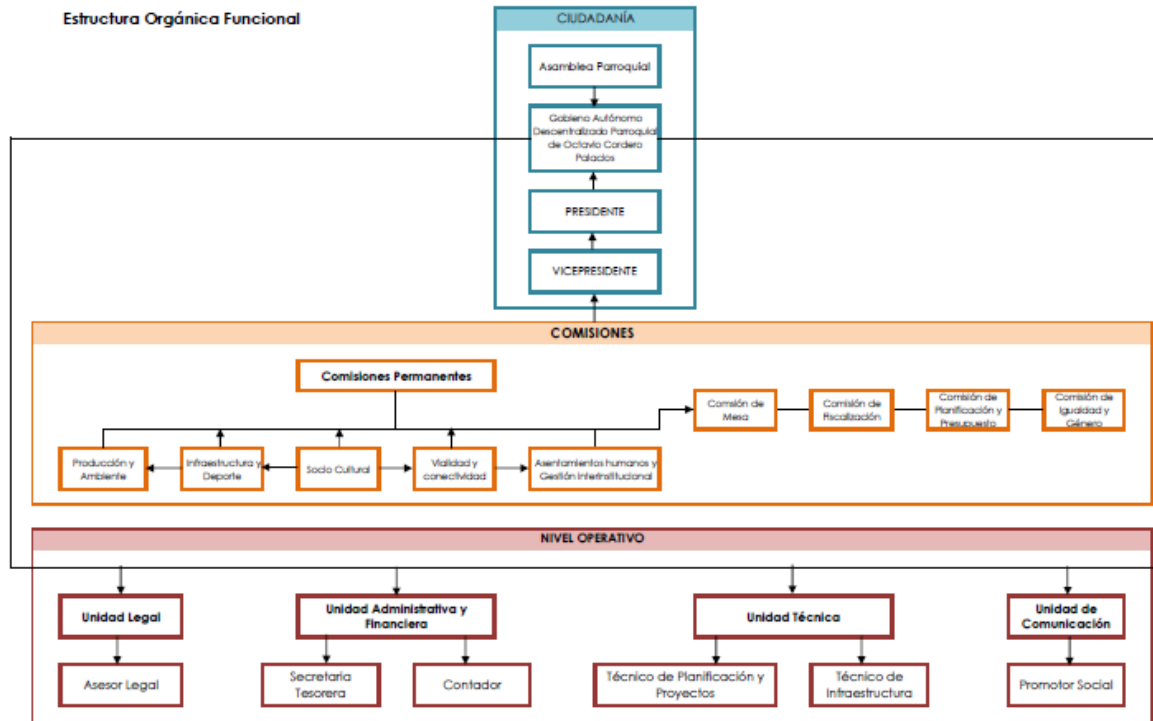 Estructura Orgánica Funcional
CIUDADANÍA
Asamblea Parroquial
Gobieno Autónomo
Descentralizado Parroquial
de Octavio Cordero
Palacios
PRESIDENTE
VICEPRESIDENTE
COMISIONES
Comisiones Permanentes
Comisión de
Mesa
Comisión de
Fiscalización
Comisión de
Planificación y
Presupuesto
Comisión de
Igualdad y
Género
Producción y
Ambiente
Infraestructura y
Deporte
Socio Cultural
Vialidad y
conectividad
Asentamientos humanos y
Gestión Interinstitucional
NIVEL OPERATIVO
Unidad Legal
Unidad Administrativa y
Financiera
Unidad Técnica
Unidad de
Comunicación
Asesor Legal
Secretaria
Tesorera
Contador
Técnico de Planificación y
Proyectos
Técnico de
Infraestructura
Promotor Social